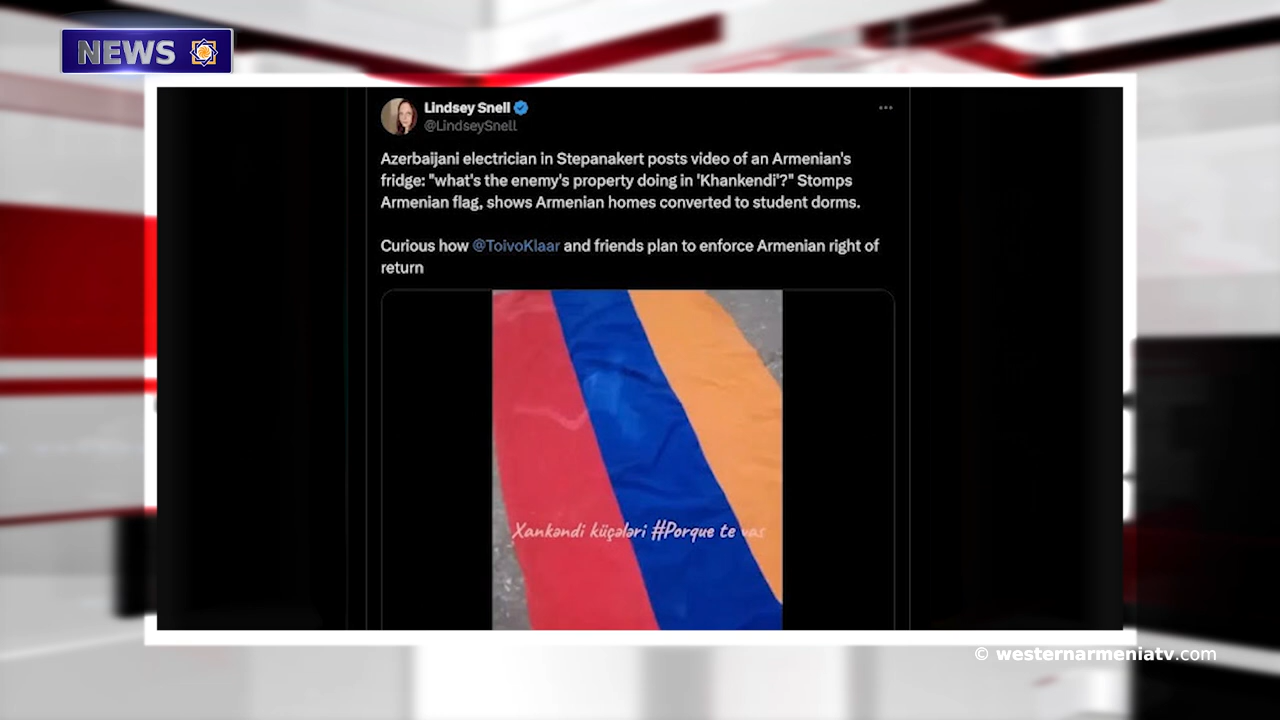 NEWS
Lindsey Snell
@LindseySnell
Azerbaijani electrician in Stepanakert posts video of an Armenian's
fridge: "what's the enemy's property doing in 'Khankendi'?" Stomps
Armenian flag, shows Armenian homes converted to student dorms.
Curious how @ToivoKlaar and friends plan to enforce Armenian right of
return
Xankəndi küçələri #Porque te vas
© westernarmeniatv.com